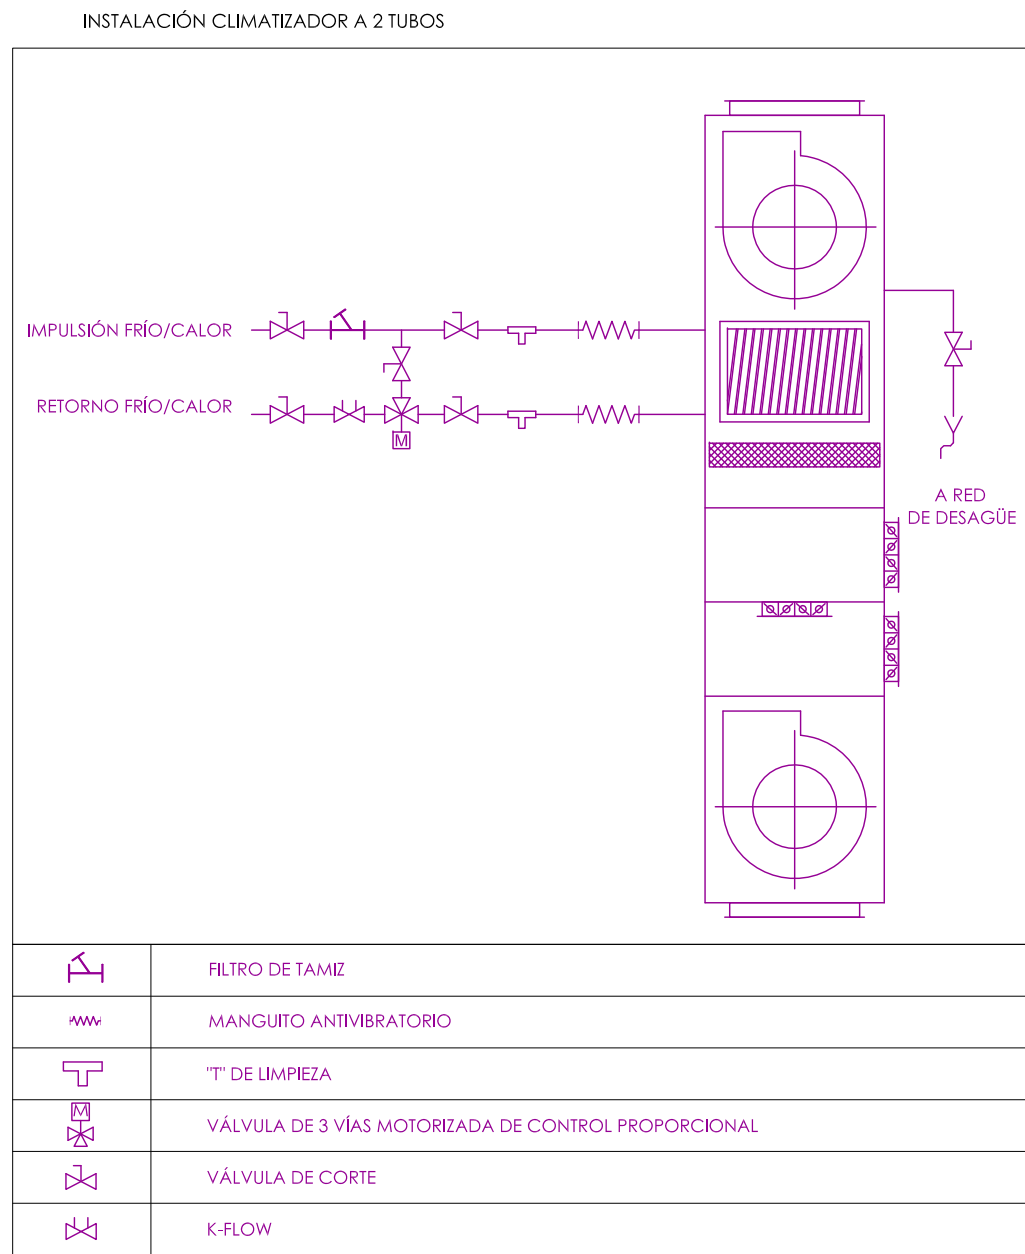 INSTALACIÓN CLIMATIZADOR A 2 TUBOS
IMPULSIÓN FRÍO/CALOR
RETORNO FRÍO/CALOR
M
A RED
DE DESAGÜE
FILTRO DE TAMIZ
MANGUITO ANTIVIBRATORIO
"T" DE LIMPIEZA
M
VÁLVULA DE 3 VÍAS MOTORIZADA DE CONTROL PROPORCIONAL
VÁLVULA DE CORTE
K-FLOW